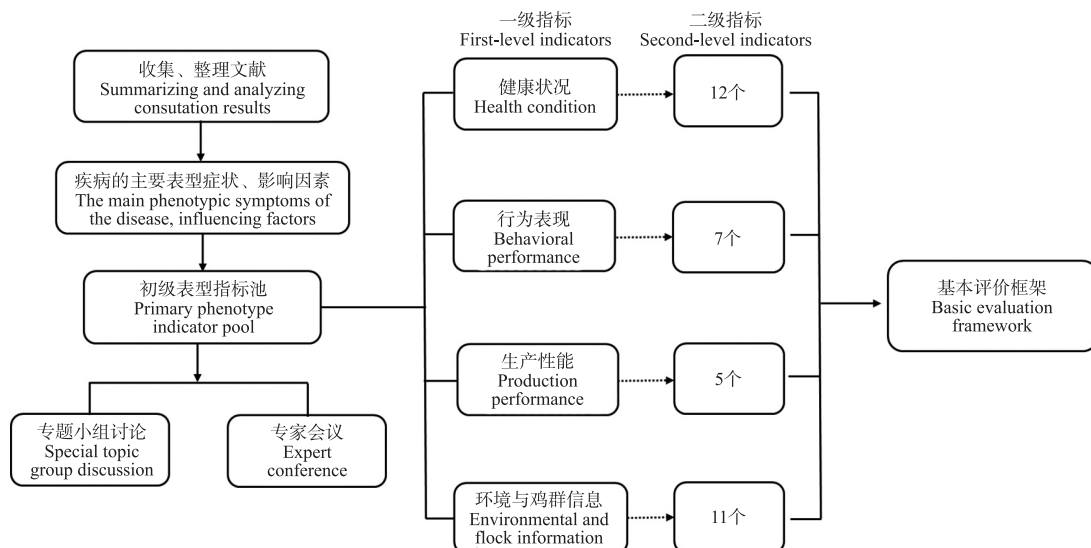 收集、整理文献
Summarizing and analyzing
consutation results
疾病的主要表型症状、影响因素
The main phenotypic symptoms of
the disease, influencing factors
初级表型指标池
Primary phenotype
indicator pool
专题小组讨论
Special topic
group discussion
专家会议
Expert
conference
一级指标
First-level indicators
二级指标
Second-level indicators
健康状况
Health condition
12个
行为表现
Behavioral
performance
7个
生产性能
Production
performance
5个
环境与鸡群信息
Environmental and
flock information
11个
基本评价框架
Basic evaluation
framework